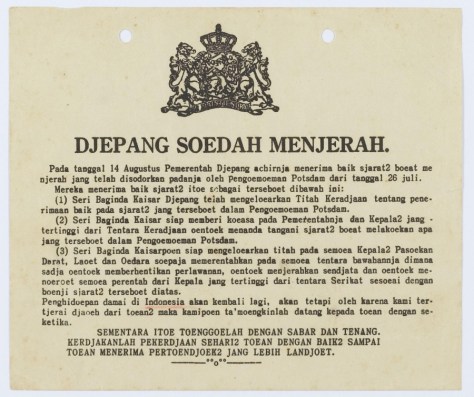 DJEPANG SOEDAH MENJERAH.
Pada tanggal 14 Augustus Pemerentah Djepang achirnja menerima baik sjarat2 boeat me
njerah jang telah disodorkan padanja oleh Pengoemoeman Potsdam dari tanggal 26 juli.
Mereka menerima baik sjarat2 itoe sebagai terseboet dibawah ini:
(1) Seri Baginda Kaisar Djepang telah mengeloearkan Titah Keradjaan tentang pene-
rimaan baik pada sjarat2 jang terseboet dalam Pengoemoeman Potsdam.
(2) Seri Baginda Kaisar siap memberi koeasa pada Pemerentahnja dan Kepala2 jang -
tertinggi dari Tentara Keradjaan oentoek menanda tangani sjarat2 boeat melakoekan apa
jang terseboet dalam Pengoemoeman Potsdam.
(3) Seri Baginda Kaisarpoen siap mengeloearkan titah pada semoea Kepala2 Pasoekan
Darat, Laoet dan Oedara soepaja memerentahkan pada semoea tentara bawahannja dimana
sadja oentoek memberhentikan perlawanan, oentoek menjerahkan sendjata dan oentoek me-
noeroet semoea perentah dari Kepala jang tertinggi dari tentara Serikat sesoeai dengan
boenji sjarat2 terseboet diatas.
Penghidoepan damai di Indonesia akan kembali lagi, akan tetapi oleh karena kami ter-
tjerai djaoeh dari toean2 maka kamipoen ta'moengkinlah datang kepada toean dengan se-
ketika.
SEMENTARA ITOE TOENGGOELAH DENGAN SABAR DAN TENANG.
KERDJAKANLAH PEKERDJAAN SEHARI2 TOEAN DENGAN BAIK2 SAMPAI
TOEAN MENERIMA PERTOENDJOEK2 JANG LEBIH LANDJOET.